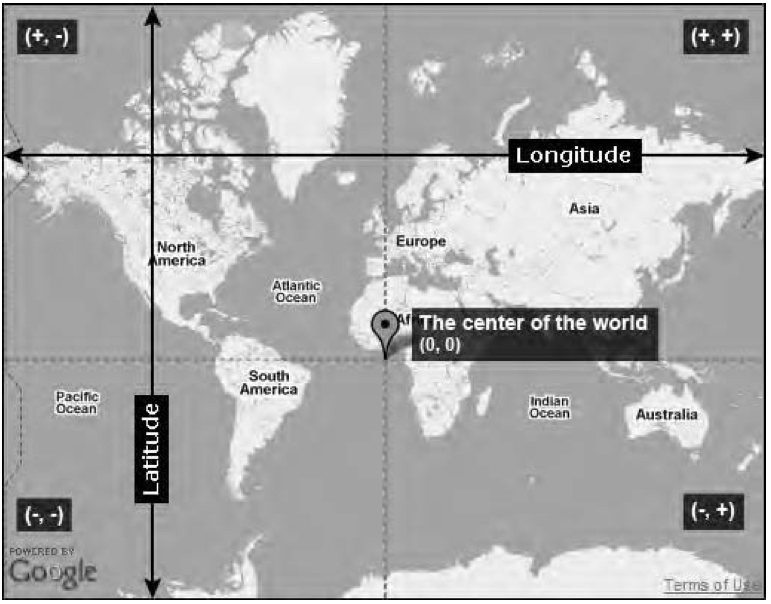 (+, -)
(+, +)
Longitude
Asia
Europe
North
America
Atlantic
Ocean
The center of the world
(0, 0)
South
America
Pacific
Ocean
Indian
Ocean
Australia
Latitude
(-, -)
(-, +)
POWERED BY
Google
Terms of Use